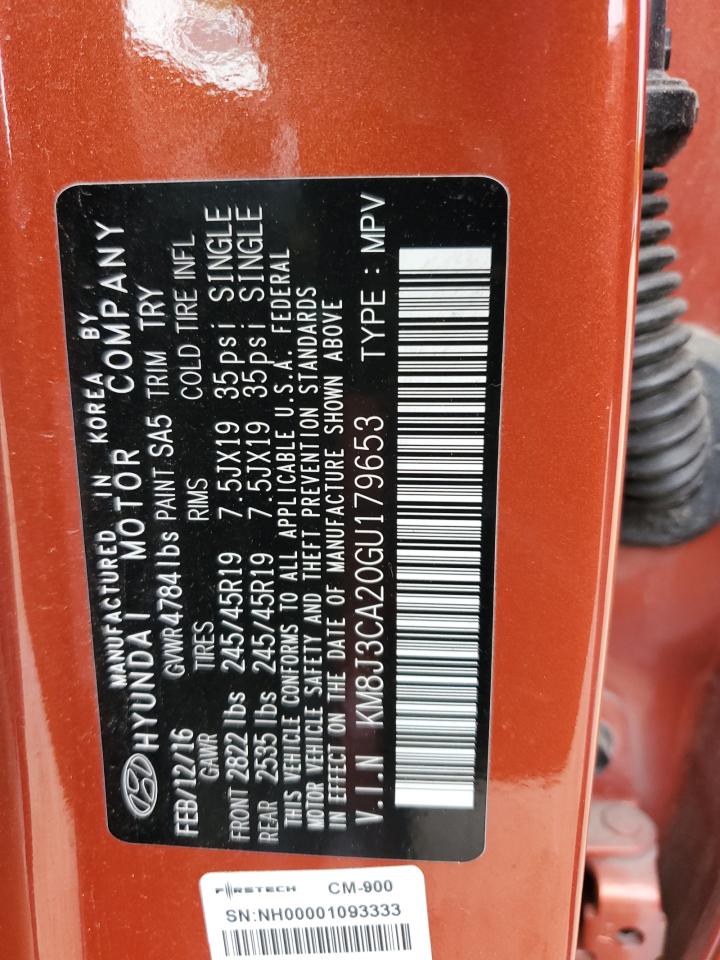 MANUFACTURED IN KOREA BY
HYUNDAI MOTOR COMPANY
FEB/12/16 GVWR4784lbs PAINT SA5 TRIM TRY
GAWR TIRES RIMS COLD TIRE INFL
FRONT 2822 lbs 245/45R19 7.5JX19 35psi SINGLE
REAR 2535 lbs 245/45R19 7.5JX19 35psi SINGLE
THIS VEHICLE CONFORMS TO ALL APPLICABLE U.S.A. FEDERAL
MOTOR VEHICLE SAFETY AND THEFT PREVENTION STANDARDS
IN EFFECT ON THE DATE OF MANUFACTURE SHOWN ABOVE
V.I.N KM8J3CA20GU179653 TYPE : MPV
FIRSTECH CM-900
SN:NH00001093333